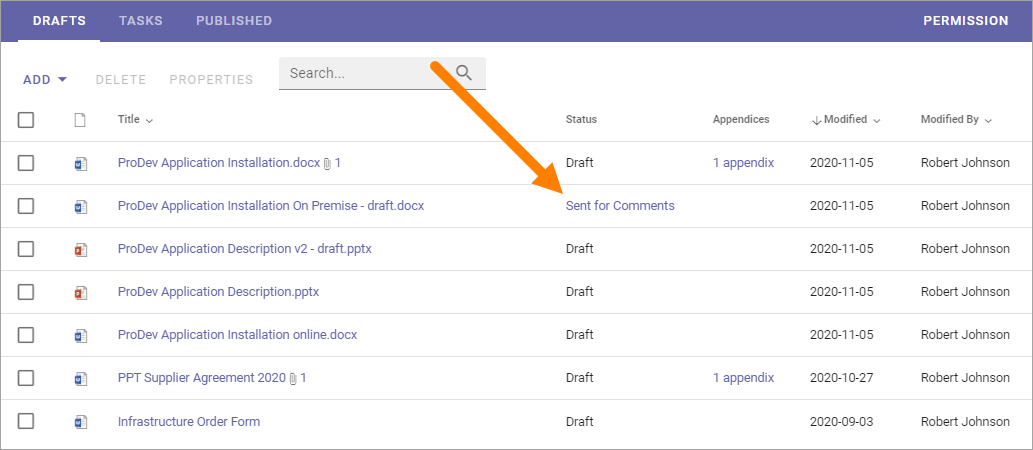 DRAFTS TASKS PUBLISHED PERMISSION
ADD DELETE PROPERTIES Search...
Title Status Appendices Modified Modified By
ProDev Application Installation.docx 1 Draft 1 appendix 2020-11-05 Robert Johnson
ProDev Application Installation On Premise - draft.docx Sent for Comments 2020-11-05 Robert Johnson
ProDev Application Description v2 - draft.pptx Draft 2020-11-05 Robert Johnson
ProDev Application Description.pptx Draft 2020-11-05 Robert Johnson
ProDev Application Installation online.docx Draft 2020-11-05 Robert Johnson
PPT Supplier Agreement 2020 1 Draft 1 appendix 2020-10-27 Robert Johnson
Infrastructure Order Form Draft 2020-09-03 Robert Johnson